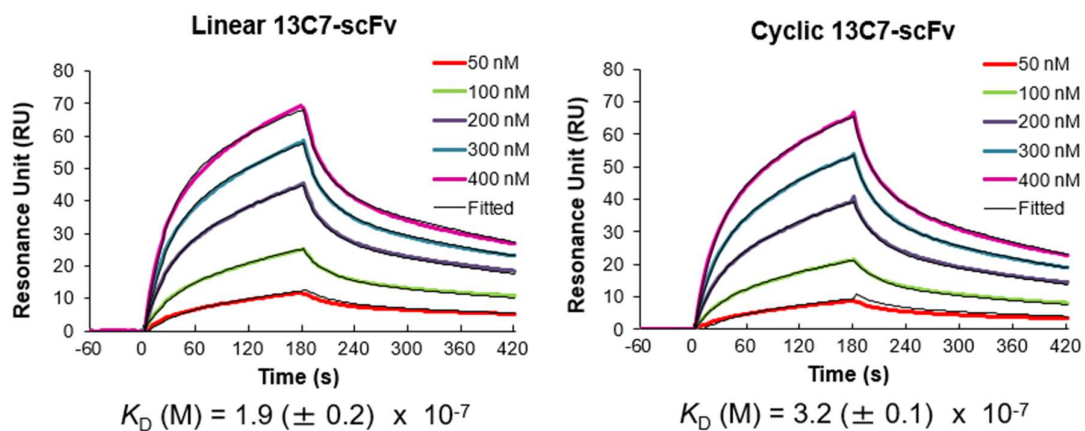 Linear 13C7-scFv
Resonance Unit (RU)
80
70
60
50
40
30
20
10
0
50 nM
100 nM
200 nM
300 nM
400 nM
Fitted
-60 0 60 120 180 240 300 360 420
Time (s)
K_D (M) = 1.9 (± 0.2) x 10⁻⁷
Cyclic 13C7-scFv
Resonance Unit (RU)
80
70
60
50
40
30
20
10
0
50 nM
100 nM
200 nM
300 nM
400 nM
Fitted
-60 0 60 120 180 240 300 360 420
Time (s)
K_D (M) = 3.2 (± 0.1) x 10⁻⁷